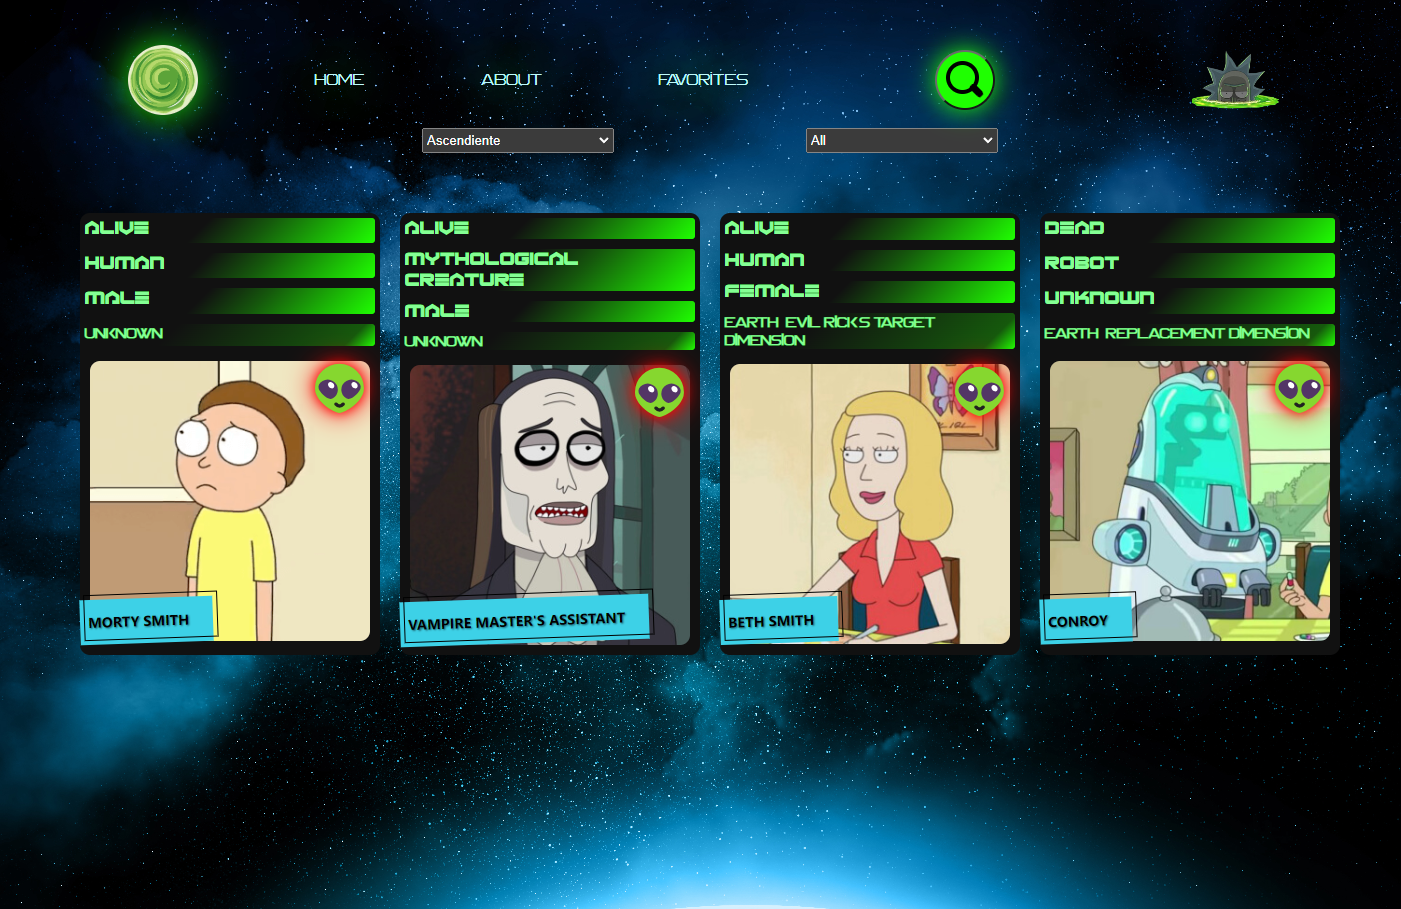 HOME
ABOUT
FAVORITES
Ascendiente
All
ALIVE
HUMAN
MALE
UNKNOWN
MORTY SMITH
ALIVE
MYTHOLOGICAL
CREATURE
MALE
UNKNOWN
VAMPIRE MASTER'S ASSISTANT
ALIVE
HUMAN
FEMALE
EARTH EVIL RICKS TARGET
DIMENSION
BETH SMITH
DEAD
ROBOT
UNKNOWN
EARTH REPLACEMENT DIMENSION
CONROY